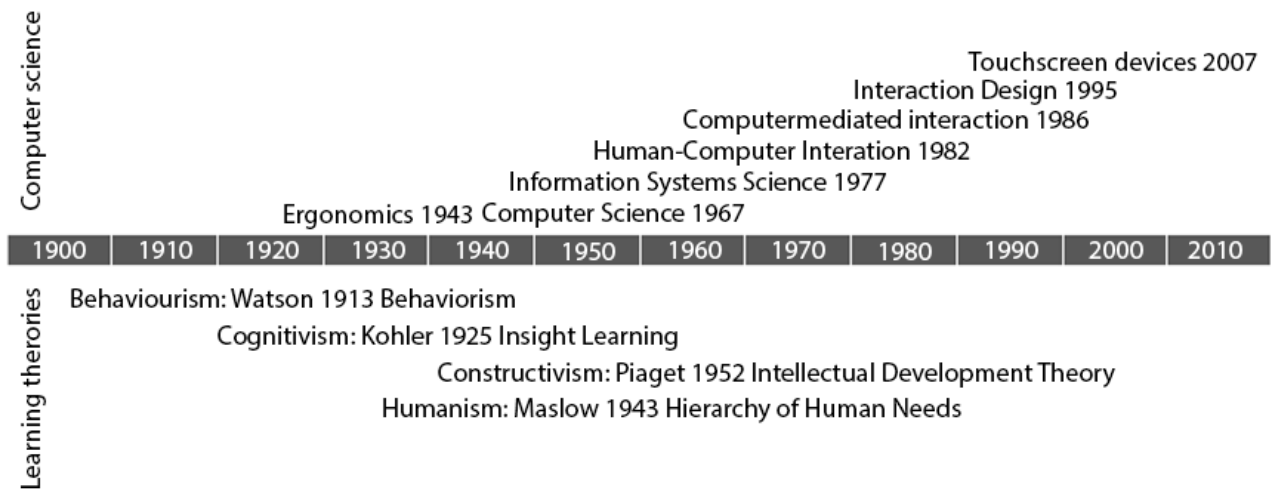 Computer science
Touchscreen devices 2007
Interaction Design 1995
Computermediated interaction 1986
Human-Computer Interation 1982
Information Systems Science 1977
Ergonomics 1943 Computer Science 1967
1900 1910 1920 1930 1940 1950 1960 1970 1980 1990 2000 2010
Learning therories
Behaviourism: Watson 1913 Behaviorism
Cognitivism: Kohler 1925 Insight Learning
Constructivism: Piaget 1952 Intellectual Development Theory
Humanism: Maslow 1943 Hierarchy of Human Needs